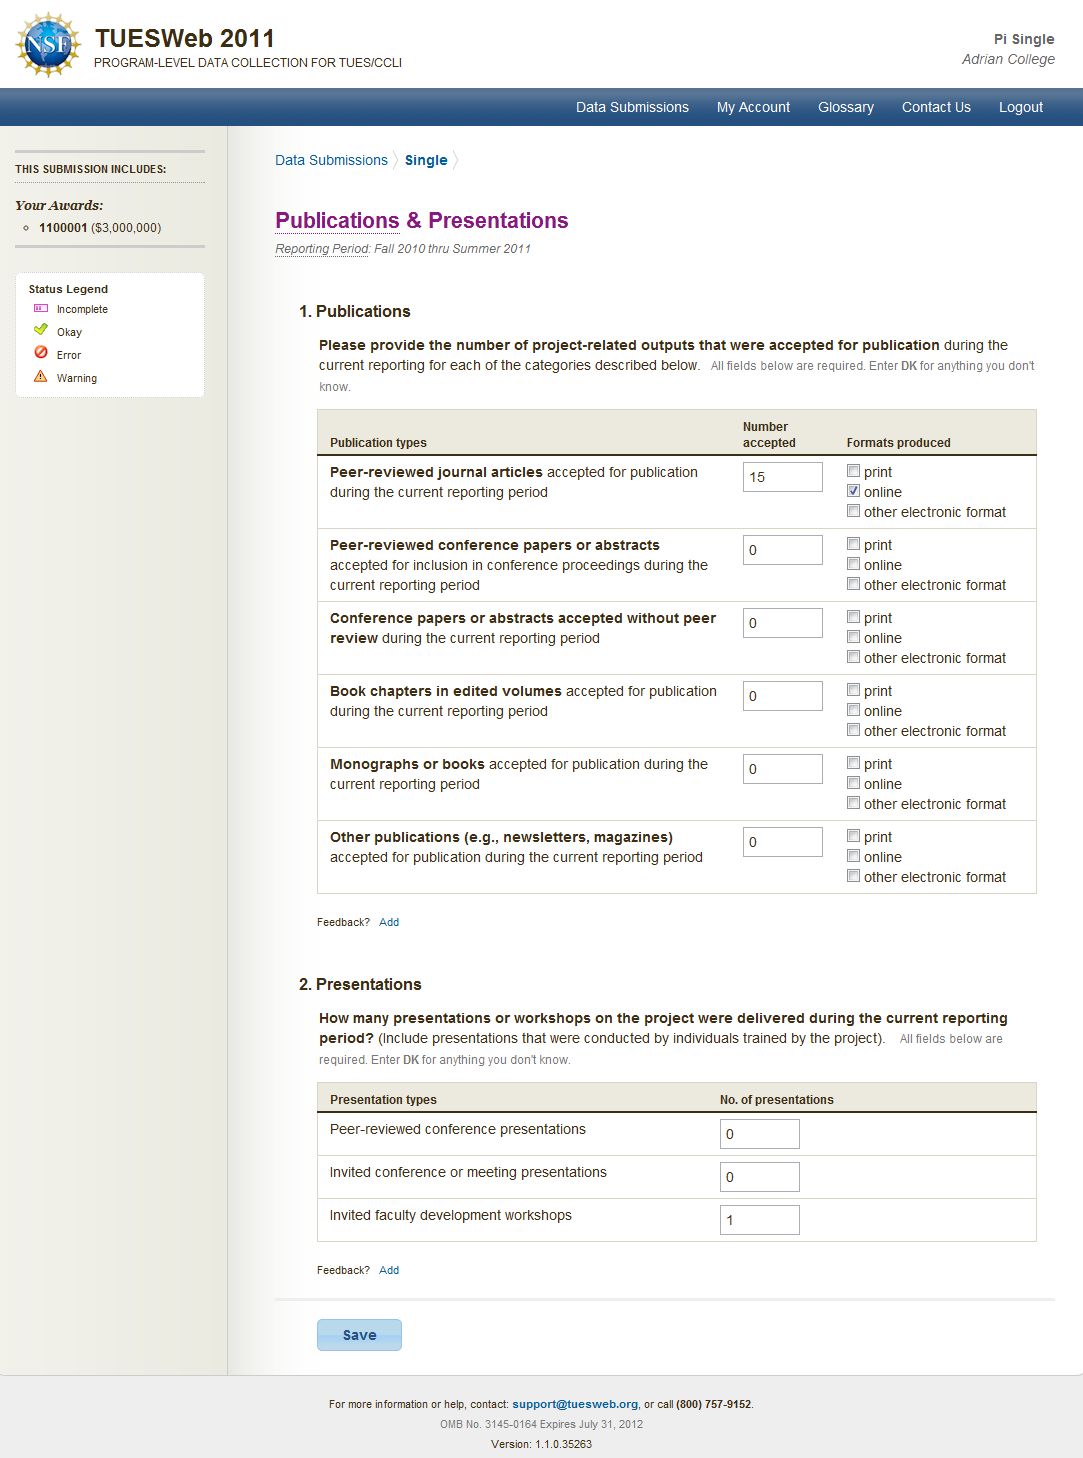 NSF
TUESWeb 2011
PROGRAM-LEVEL DATA COLLECTION FOR TUES/CCLI
Pi Single
Adrian College
Data Submissions My Account Glossary Contact Us Logout
THIS SUBMISSION INCLUDES:
Your Awards:
1100001 ($3,000,000)
Status Legend
Incomplete
Okay
Error
Warning
Data Submissions Single
Publications & Presentations
Reporting Period: Fall 2010 thru Summer 2011
1. Publications
Please provide the number of project-related outputs that were accepted for publication during the
current reporting for each of the categories described below. All fields below are required. Enter DK for anything you don't
know.
Publication types Number accepted Formats produced
Peer-reviewed journal articles accepted for publication 15 print
during the current reporting period online
other electronic format
Peer-reviewed conference papers or abstracts 0 print
accepted for inclusion in conference proceedings during the online
current reporting period other electronic format
Conference papers or abstracts accepted without peer 0 print
review during the current reporting period online
other electronic format
Book chapters in edited volumes accepted for publication 0 print
during the current reporting period online
other electronic format
Monographs or books accepted for publication during the 0 print
current reporting period online
other electronic format
Other publications (e.g., newsletters, magazines) 0 print
accepted for publication during the current reporting period online
other electronic format
Feedback? Add
2. Presentations
How many presentations or workshops on the project were delivered during the current reporting
period? (Include presentations that were conducted by individuals trained by the project). All fields below are
required. Enter DK for anything you don't know.
Presentation types No. of presentations
Peer-reviewed conference presentations 0
Invited conference or meeting presentations 0
Invited faculty development workshops 1
Feedback? Add
Save
For more information or help, contact: support@tuesweb.org, or call (800) 757-9152.
OMB No. 3145-0164 Expires July 31, 2012
Version: 1.1.0.35263